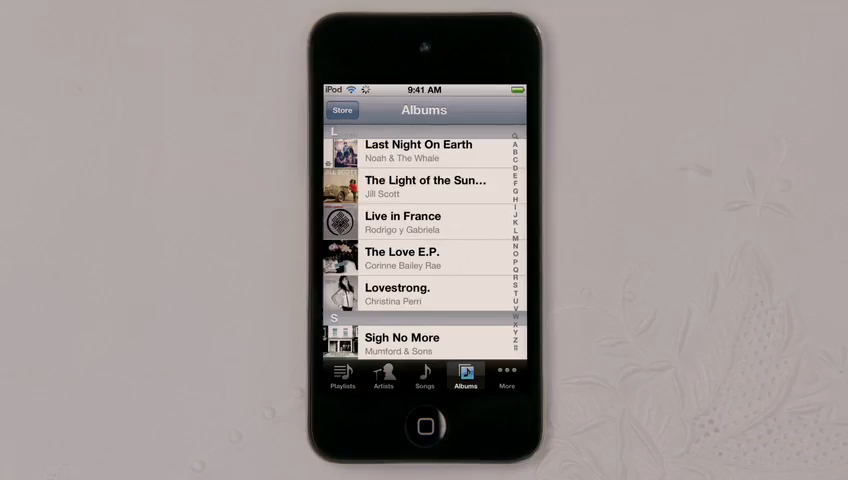 iPod 9:41 AM
Store Albums
L
Last Night On Earth
Noah & The Whale
The Light of the Sun...
Jill Scott
Live in France
Rodrigo y Gabriela
The Love E.P.
Corinne Bailey Rae
Lovestrong.
Christina Perri
S
Sigh No More
Mumford & Sons
A
B
C
D
E
F
G
H
I
J
K
L
M
N
O
P
Q
R
S
T
U
V
W
X
Y
Z
#
Playlists Artists Songs Albums More